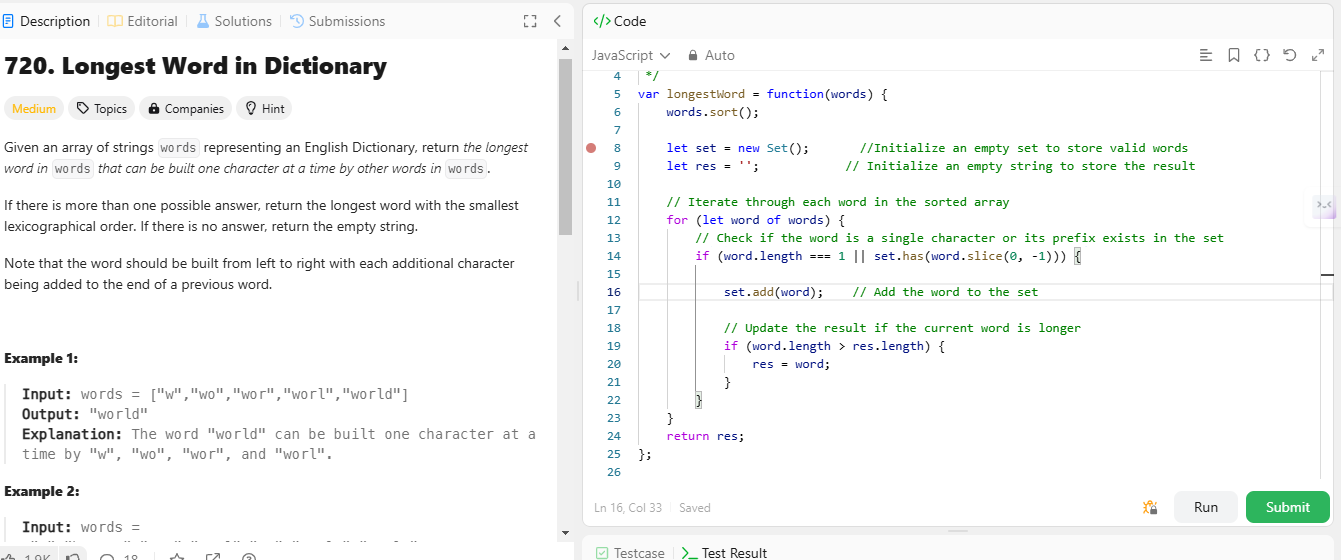 Description | Editorial | Solutions | Submissions
720. Longest Word in Dictionary
Medium Topics Companies Hint
Given an array of strings words representing an English Dictionary, return the longest
word in words that can be built one character at a time by other words in words.
If there is more than one possible answer, return the longest word with the smallest
lexicographical order. If there is no answer, return the empty string.
Note that the word should be built from left to right with each additional character
being added to the end of a previous word.
Example 1:
Input: words = ["w","wo","wor","worl","world"]
Output: "world"
Explanation: The word "world" can be built one character at a
time by "w", "wo", "wor", and "worl".
Example 2:
Input: words =
1.9K 18
</> Code
JavaScript Auto
4 */
5 var longestWord = function(words) {
6 words.sort();
7
8 let set = new Set(); //Initialize an empty set to store valid words
9 let res = ''; // Initialize an empty string to store the result
10
11 // Iterate through each word in the sorted array
12 for (let word of words) {
13 // Check if the word is a single character or its prefix exists in the set
14 if (word.length === 1 || set.has(word.slice(0, -1))) {
15
16 set.add(word); // Add the word to the set
17
18 // Update the result if the current word is longer
19 if (word.length > res.length) {
20 res = word;
21 }
22 }
23 }
24 return res;
25 };
26
Ln 16, Col 33 | Saved
Run Submit
Testcase | Test Result